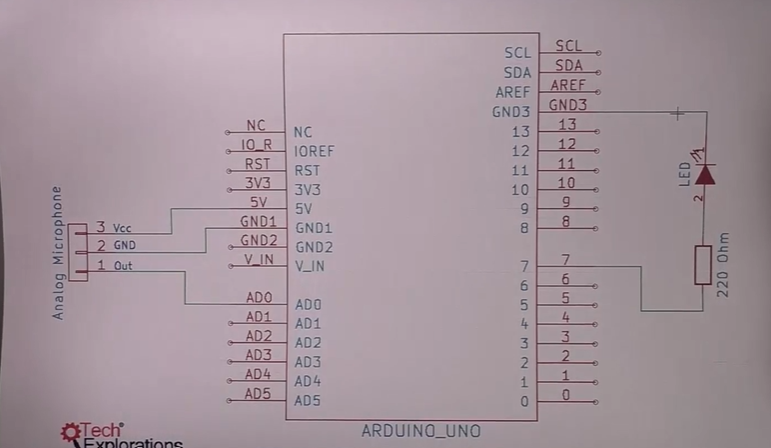 SCL SCL
SDA SDA
AREF AREF
GND3 GND3
NC NC 13 13
IO_R IOREF 12 12
RST RST 11 11
3V3 3V3 10 10
5V 5V 9 9
GND1 GND1 8 8
GND2 GND2
V_IN V_IN 7 7
6 6
AD0 AD0 5 5
AD1 AD1 4 4
AD2 AD2 3 3
AD3 AD3 2 2
AD4 AD4 1 1
AD5 AD5 0 0
ARDUINO_UNO
Analog Microphone
3 Vcc
2 GND
1 Out
LED
1
2
220 Ohm
Tech®
Explorations